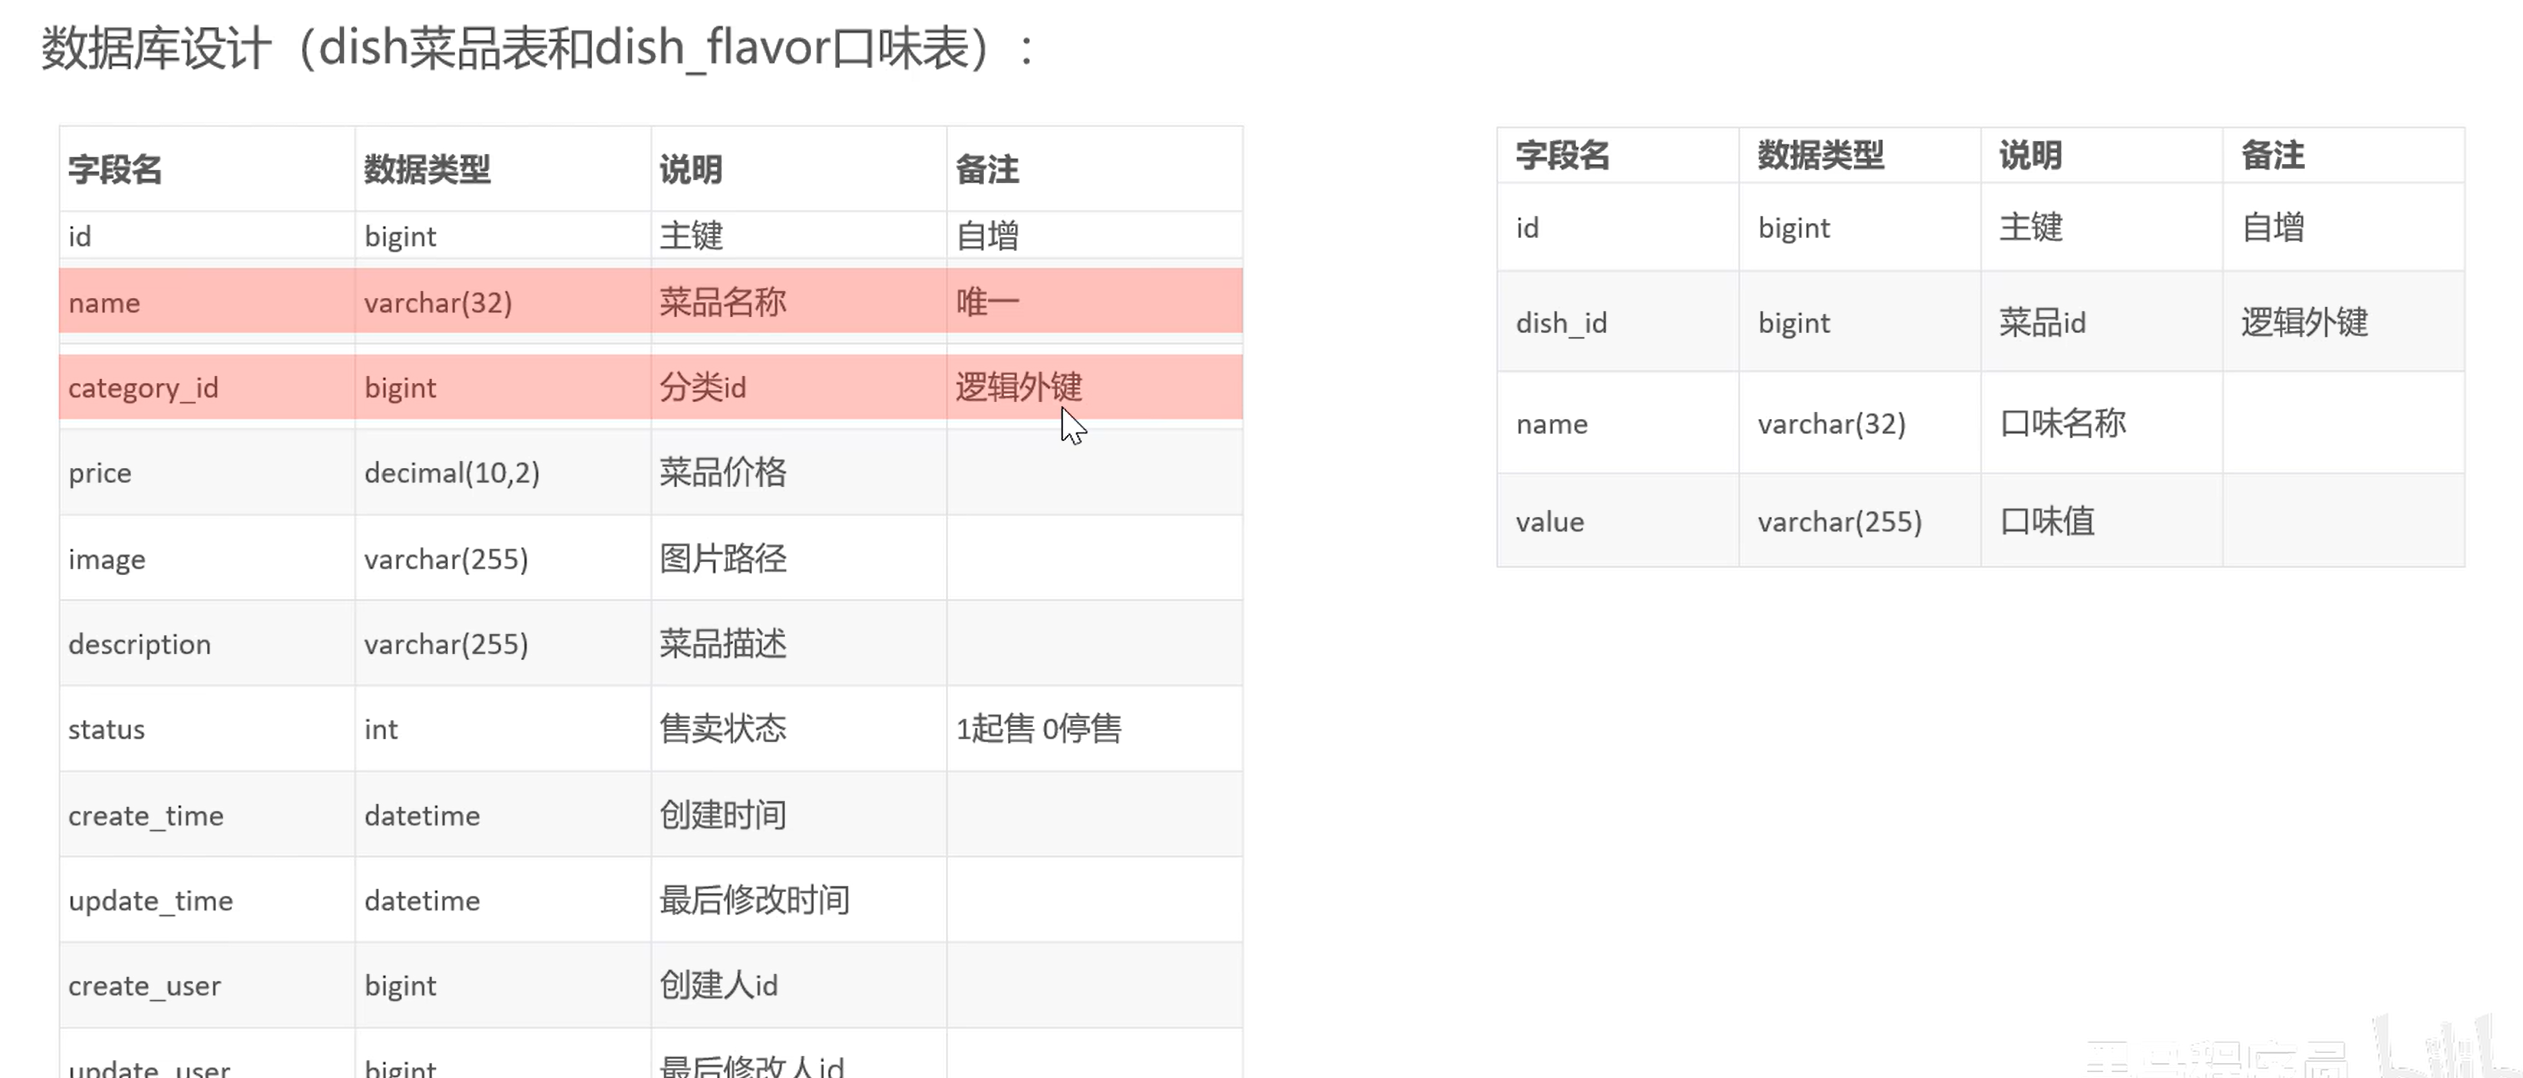 数据库设计（dish菜品表和dish_flavor口味表）：
字段名 数据类型 说明 备注
id bigint 主键 自增
name varchar(32) 菜品名称 唯一
category_id bigint 分类id 逻辑外键
price decimal(10,2) 菜品价格
image varchar(255) 图片路径
description varchar(255) 菜品描述
status int 售卖状态 1起售 0停售
create_time datetime 创建时间
update_time datetime 最后修改时间
create_user bigint 创建人id
update_user bigint 最后修改人id
字段名 数据类型 说明 备注
id bigint 主键 自增
dish_id bigint 菜品id 逻辑外键
name varchar(32) 口味名称
value varchar(255) 口味值